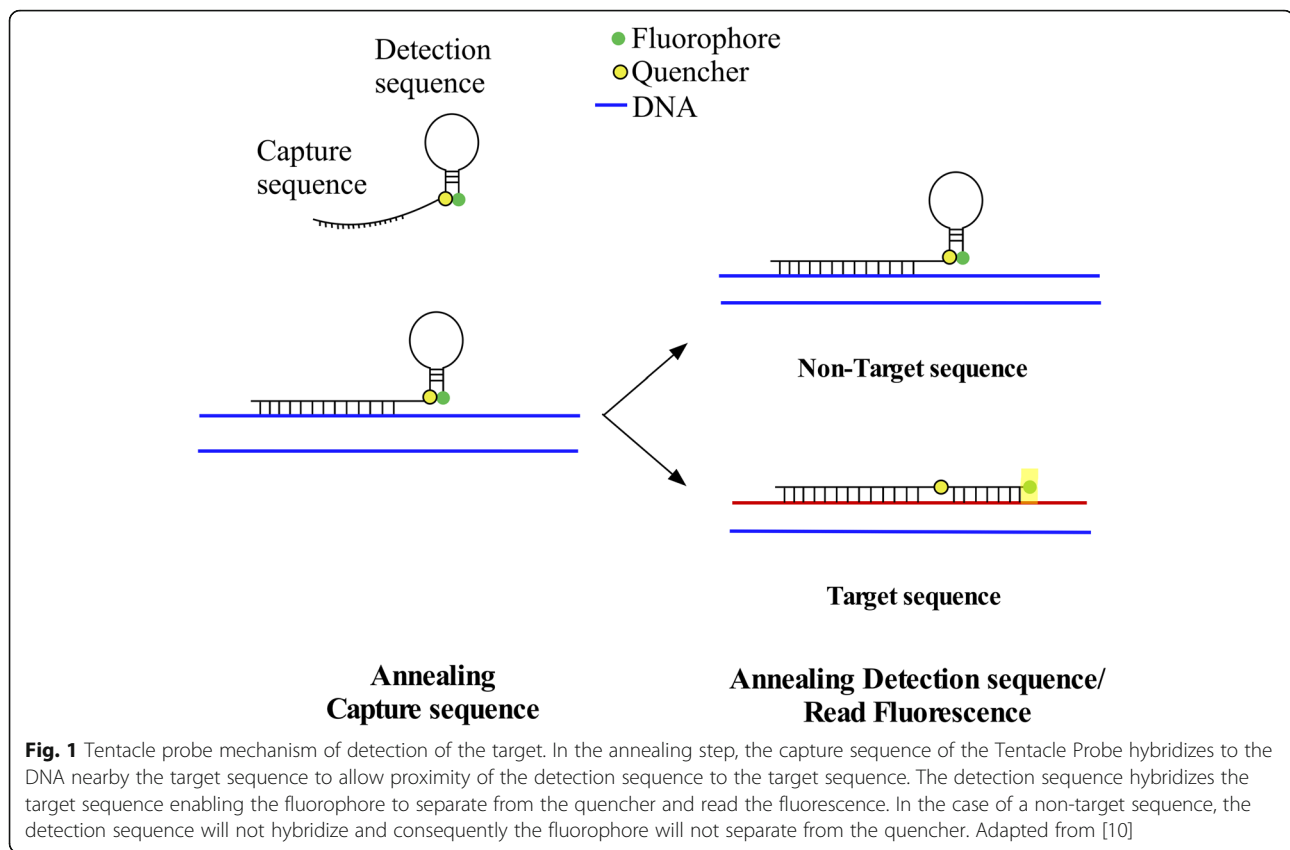 Detection
sequence
Capture
sequence
Fluorophore
Quencher
DNA
Non-Target sequence
Target sequence
Annealing
Capture sequence
Annealing Detection sequence/
Read Fluorescence
Fig. 1 Tentacle probe mechanism of detection of the target. In the annealing step, the capture sequence of the Tentacle Probe hybridizes to the
DNA nearby the target sequence to allow proximity of the detection sequence to the target sequence. The detection sequence hybridizes the
target sequence enabling the fluorophore to separate from the quencher and read the fluorescence. In the case of a non-target sequence, the
detection sequence will not hybridize and consequently the fluorophore will not separate from the quencher. Adapted from [10]